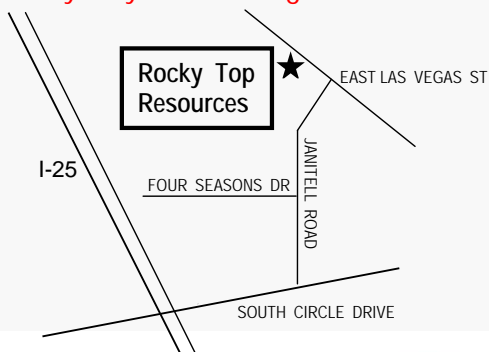 Rocky Top
Resources
EAST LAS VEGAS ST
I-25
FOUR SEASONS DR
JANITELL ROAD
SOUTH CIRCLE DRIVE